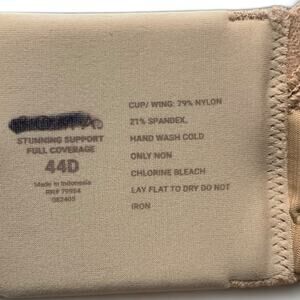 STUNNING SUPPORT
FULL COVERAGE
44D
Made in Indonesia
RN# 79984
082405
CUP/ WING: 79% NYLON
21% SPANDEX,
HAND WASH COLD
ONLY NON
CHLORINE BLEACH
LAY FLAT TO DRY DO NOT
IRON